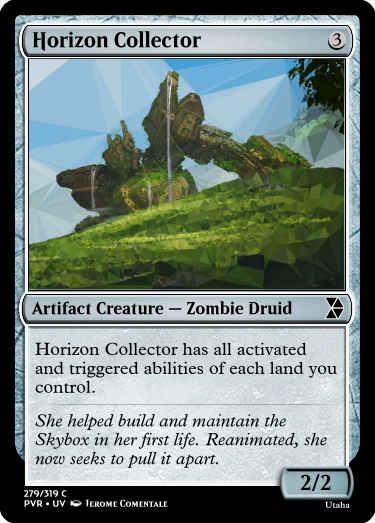 Horizon Collector 3
Artifact Creature — Zombie Druid
Horizon Collector has all activated
and triggered abilities of each land you
control.
She helped build and maintain the
Skybox in her first life. Reanimated, she
now seeks to pull it apart.
2/2
279/319 C
PVR • UV Jerome Comentale
Utaha